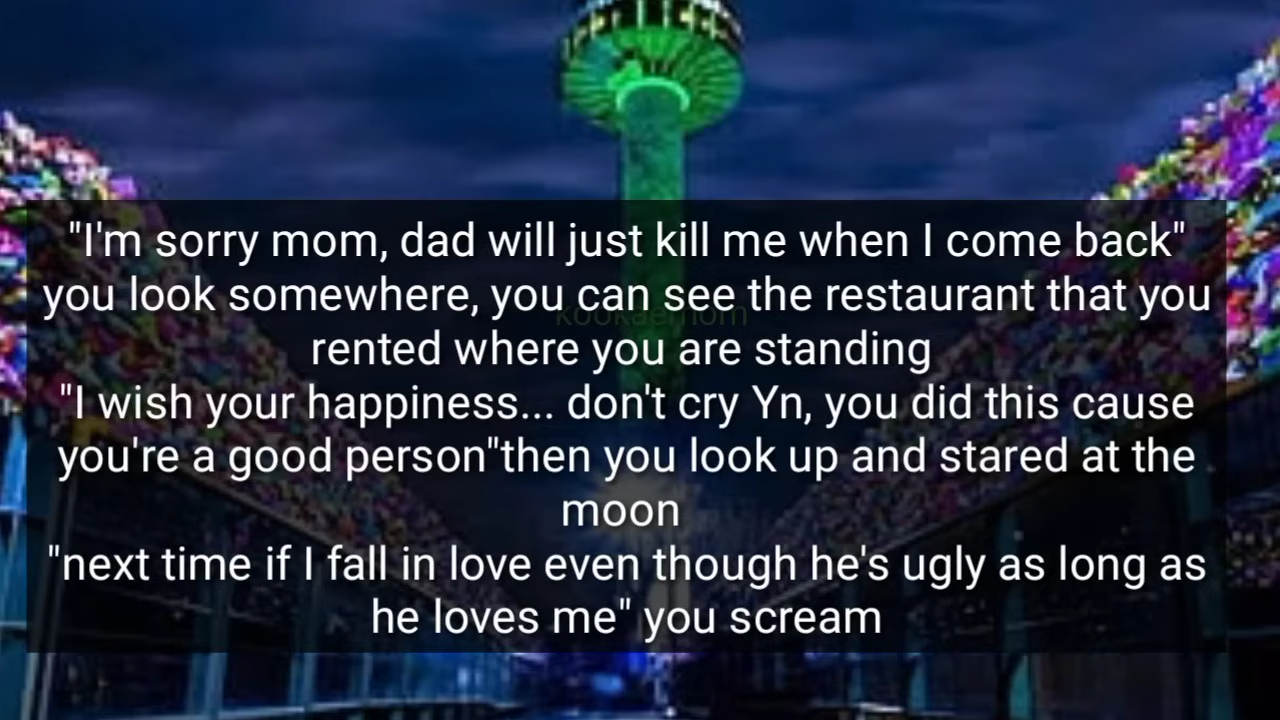 "I'm sorry mom, dad will just kill me when I come back"
you look somewhere, you can see the restaurant that you
rented where you are standing
"I wish your happiness... don't cry Yn, you did this cause
you're a good person"then you look up and stared at the
moon
"next time if I fall in love even though he's ugly as long as
he loves me" you scream